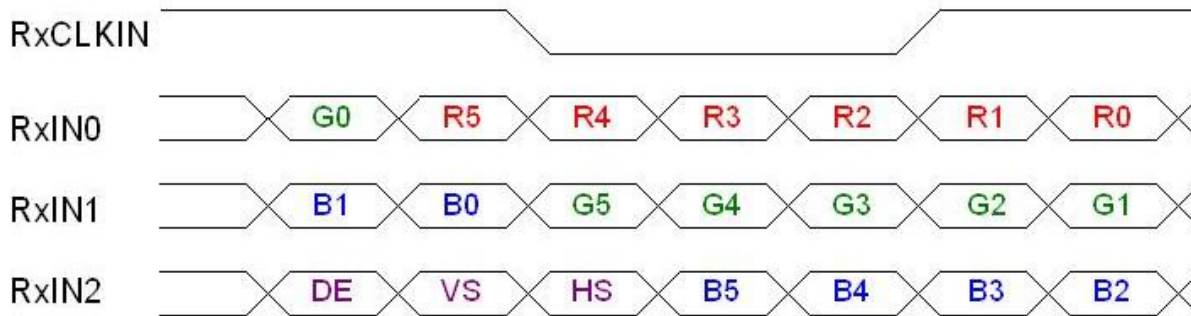 RxCLKIN
RxIN0 G0 R5 R4 R3 R2 R1 R0
RxIN1 B1 B0 G5 G4 G3 G2 G1
RxIN2 DE VS HS B5 B4 B3 B2